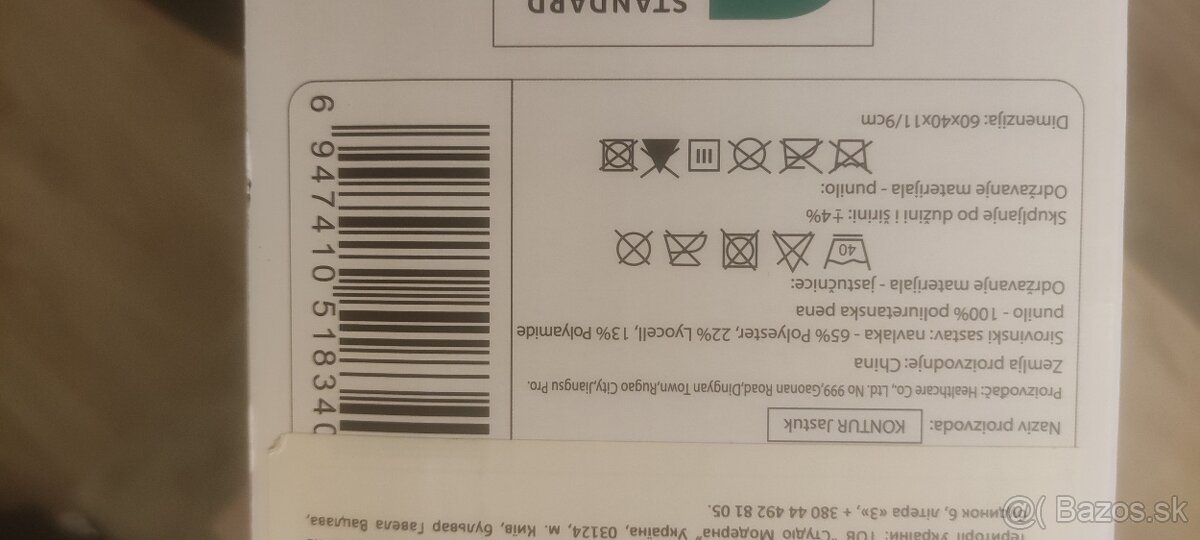 території України: ТОВ "Студіо Модерна" Україна, 03124, м. Київ, бульвар Гавела Вацлава,
будинок 6, літера «З», + 380 44 492 81 05.
Naziv proizvoda: KONTUR Jastuk
Proizvođač: Healthcare Co., Ltd. No 999,Gaonan Road,Dingyan Town,Rugao City,Jiangsu Pro.
Zemlja proizvodnje: China
Sirovinski sastav: navlaka - 65% Polyester, 22% Lyocell, 13% Polyamide
punilo - 100% poliuretanska pena
Održavanje materijala - jastučnice:
40
Skupljanje po dužini i širini: ±4%
Održavanje materijala - punilo:
Dimenzija: 60x40x11/9cm
6947410518340
STANDARD
Bazos.sk